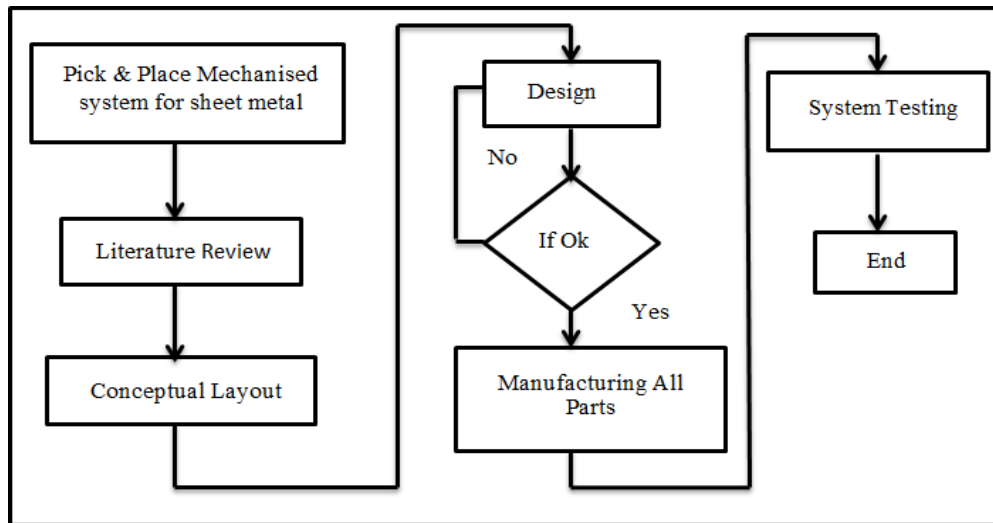 Pick & Place Mechanised
system for sheet metal
Literature Review
Conceptual Layout
Design
No
If Ok
Yes
Manufacturing All
Parts
System Testing
End